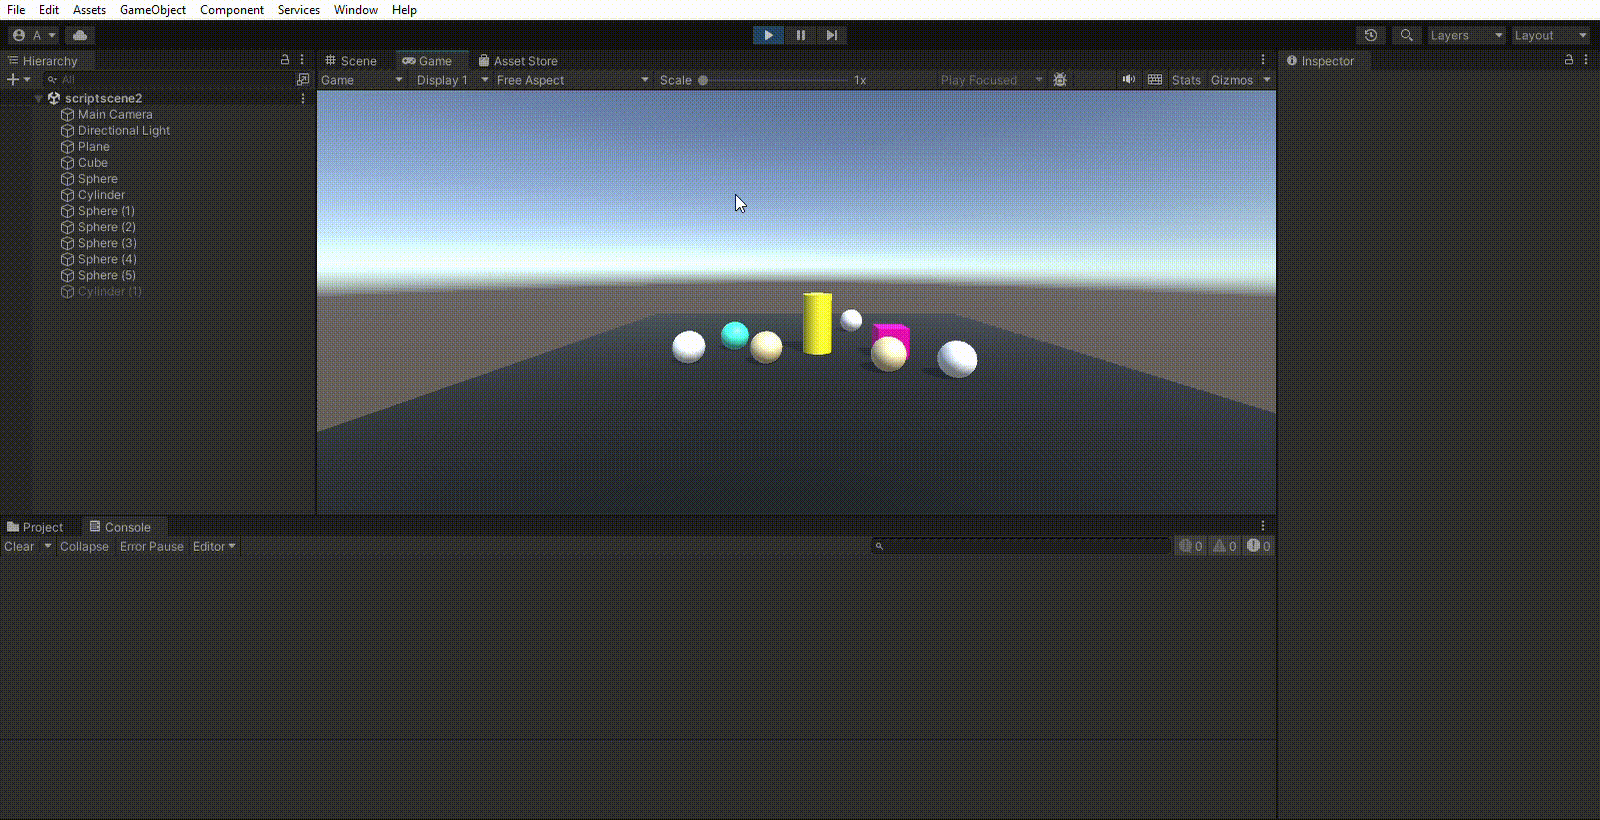 File Edit Assets GameObject Component Services Window Help
A Layers Layout
Hierarchy Scene Game Asset Store Inspector
All Game Display 1 Free Aspect Scale 1x Play Focused Stats Gizmos
scriptscene2
Main Camera
Directional Light
Plane
Cube
Sphere
Cylinder
Sphere (1)
Sphere (2)
Sphere (3)
Sphere (4)
Sphere (5)
Cylinder (1)
Project Console
Clear Collapse Error Pause Editor 0 0 0